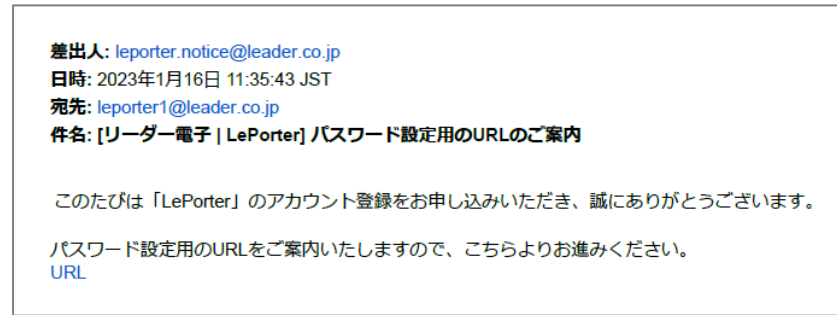 差出人: leporter.notice@leader.co.jp
日時: 2023年1月16日 11:35:43 JST
宛先: leporter1@leader.co.jp
件名: [リーダー電子 | LePorter] パスワード設定用のURLのご案内
このたびは「LePorter」のアカウント登録をお申し込みいただき、誠にありがとうございます。
パスワード設定用のURLをご案内いたしますので、こちらよりお進みください。
URL